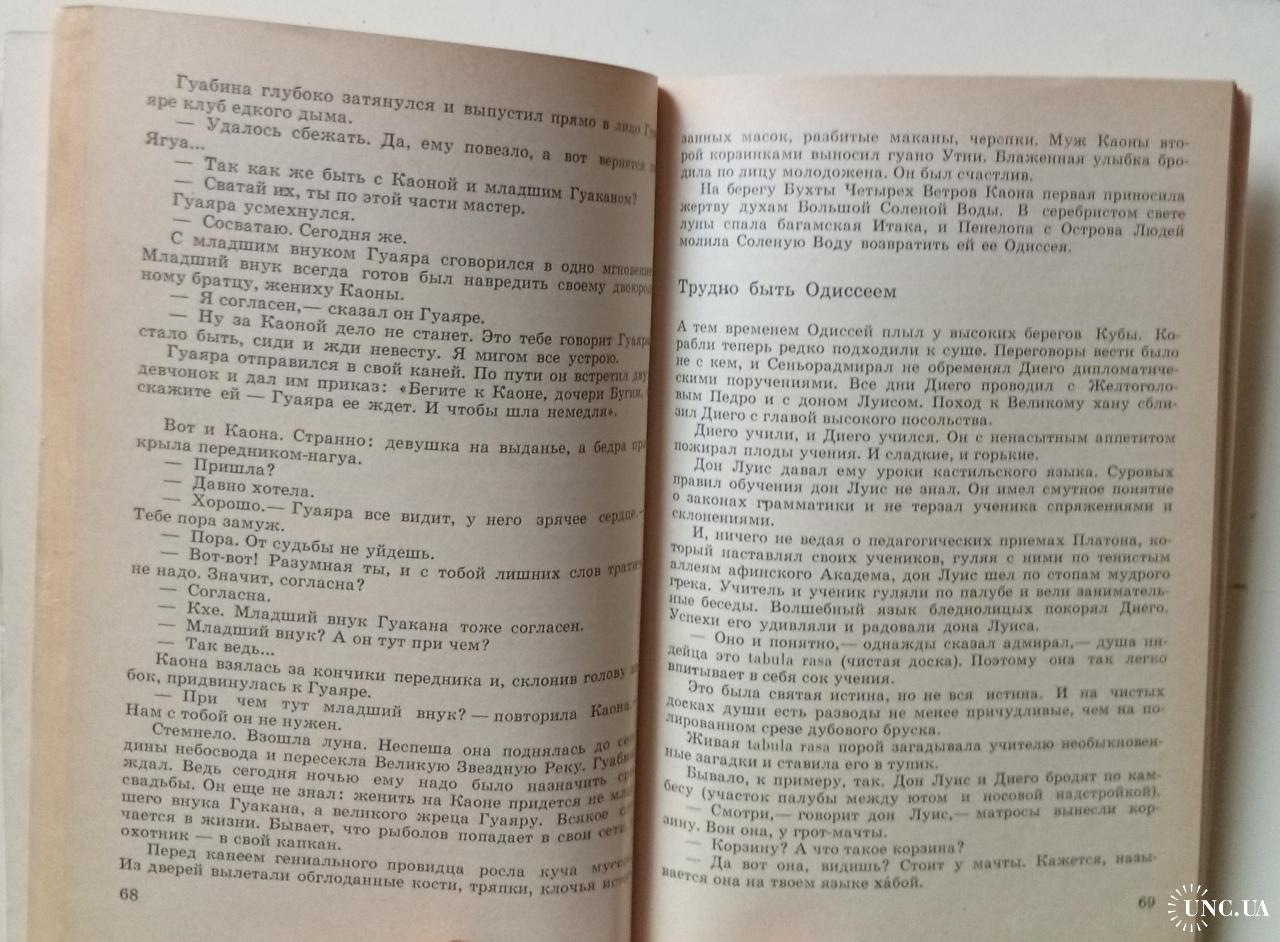 Гуабина глубоко затянулся и выпустил прямо в лицо Гуа-
яре клуб едкого дыма.
— Удалось сбежать. Да, ему повезло, а вот вернется
Ягуа...
— Так как же быть с Каоной и младшим Гуаканом?
— Сватай их, ты по этой части мастер.
Гуаяра усмехнулся.
— Сосватаю. Сегодня же.
С младшим внуком Гуаяра сговорился в одно мгновение.
Младший внук всегда готов был навредить своему двоюрод-
ному братцу, жениху Каоны.
— Я согласен,— сказал он Гуаяре.
— Ну за Каоной дело не станет. Это тебе говорит Гуаяра,
стало быть, сиди и жди невесту. Я мигом все устрою.
Гуаяра отправился в свой каней. По пути он встретил двух
девчонок и дал им приказ: «Бегите к Каоне, дочери Бугии,
скажите ей — Гуаяра ее ждет. И чтобы шла немедля».
Вот и Каона. Странно: девушка на выданье, а бедра при-
крыла передником-нагуа.
— Пришла?
— Давно хотела.
— Хорошо.— Гуаяра все видит, у него зрячее сердце.—
Тебе пора замуж.
— Пора. От судьбы не уйдешь.
— Вот-вот! Разумная ты, и с тобой лишних слов тратить
не надо. Значит, согласна?
— Согласна.
— Кхе. Младший внук Гуакана тоже согласен.
— Младший внук? А он тут при чем?
— Так ведь...
Каона взялась за кончики передника и, склонив голову
бок, придвинулась к Гуаяре.
— При чем тут младший внук? — повторила Каона.—
Нам с тобой он не нужен.
Стемнело. Взошла луна. Неспеша она поднялась до сере-
дины небосвода и пересекла Великую Звездную Реку. Гуабина
ждал. Ведь сегодня ночью ему надо было назначить срок
свадьбы. Он еще не знал: женить на Каоне придется не млад-
шего внука Гуакана, а великого жреца Гуаяру. Всякое слу-
чается в жизни. Бывает, что рыболов попадает в свои сети,
охотник — в свой капкан.
Перед канеем гениального провидца росла куча мусора.
Из дверей вылетали обглоданные кости, тряпки, клочья
68
занных масок, разбитые маканы, черепки. Муж Каоны вто-
рой корзинками выносил гуано Утии. Блаженная улыбка бро-
дила по лицу молодожена. Он был счастлив.
На берегу Бухты Четырех Ветров Каона первая приносила
жертву духам Большой Соленой Воды. В серебристом свете
луны спала багамская Итака, и Пенелопа с Острова Людей
молила Соленую Воду возвратить ей ее Одиссея.
Трудно быть Одиссеем
А тем временем Одиссей плыл у высоких берегов Кубы. Ко-
рабли теперь редко подходили к суше. Переговоры вести было
не с кем, и Сеньорадмирал не обременял Диего дипломатиче-
скими поручениями. Все дни Диего проводил с Желтоголо-
вым Педро и с доном Луисом. Поход к Великому хану сбли-
зил Диего с главой высокого посольства.
Диего учили, и Диего учился. Он с ненасытным аппетитом
пожирал плоды учения. И сладкие, и горькие.
Дон Луис давал ему уроки кастильского языка. Суровых
правил обучения дон Луис не знал. Он имел смутное понятие
о законах грамматики и не терзал ученика спряжениями и
склонениями.
И, ничего не ведая о педагогических приемах Платона, ко-
торый наставлял своих учеников, гуляя с ними по тенистым
аллеям афинского Академа, дон Луис шел по стопам мудрого
грека. Учитель и ученик гуляли по палубе и вели заниматель-
ные беседы. Волшебный язык бледнолицых покорял Диего.
Успехи его удивляли и радовали дона Луиса.
— Оно и понятно,— однажды сказал адмирал,— душа ин-
дейца это tabula rasa (чистая доска). Поэтому она так легко
впитывает в себя сок учения.
Это была святая истина, но не вся истина. И на чистых
досках души есть разводы не менее причудливые, чем на по-
лированном срезе дубового бруска.
Живая tabula rasa порой загадывала учителю необыкновен-
ные загадки и ставила его в тупик.
Бывало, к примеру, так. Дон Луис и Диего бродят по кам-
бесу (участок палубы между ютом и носовой надстройкой).
— Смотри,— говорит дон Луис,— матросы вынесли кор-
зину. Вон она, у грот-мачты.
— Корзину? А что такое корзина?
— Да вот она, видишь? Стоит у мачты. Кажется, назы-
вается она на твоем языке ха́бой.
69
UNC.UA